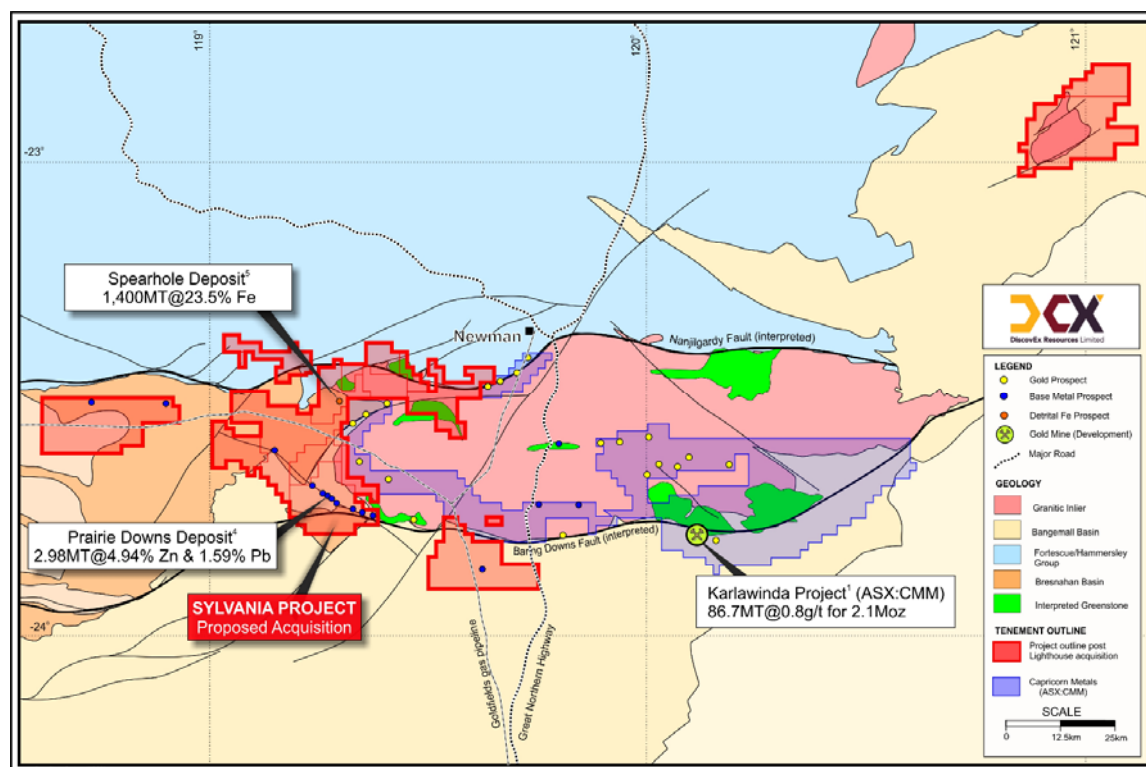 119°
120°
121°
-23°
Spearhole Deposit⁵
1,400MT@23.5% Fe
Newman
Nanjilgardy Fault (interpreted)
DCX
DiscovEx Resources Limited
LEGEND
Gold Prospect
Base Metal Prospect
Detrital Fe Prospect
Gold Mine (Development)
Major Road
GEOLOGY
Granitic Inlier
Bangemall Basin
Fortescue/Hammersley
Group
Bresnahan Basin
Interpreted Greenstone
TENEMENT OUTLINE
Project outline post
Lighthouse acquisition
Capricorn Metals
(ASX:CMM)
SCALE
0 12.5km 25km
Prairie Downs Deposit⁴
2.98MT@4.94% Zn & 1.59% Pb
Baring Downs Fault (interpreted)
SYLVANIA PROJECT
Proposed Acquisition
Karlawinda Project¹ (ASX:CMM)
86.7MT@0.8g/t for 2.1Moz
-24°
Goldfields gas pipeline
Great Northern Highway